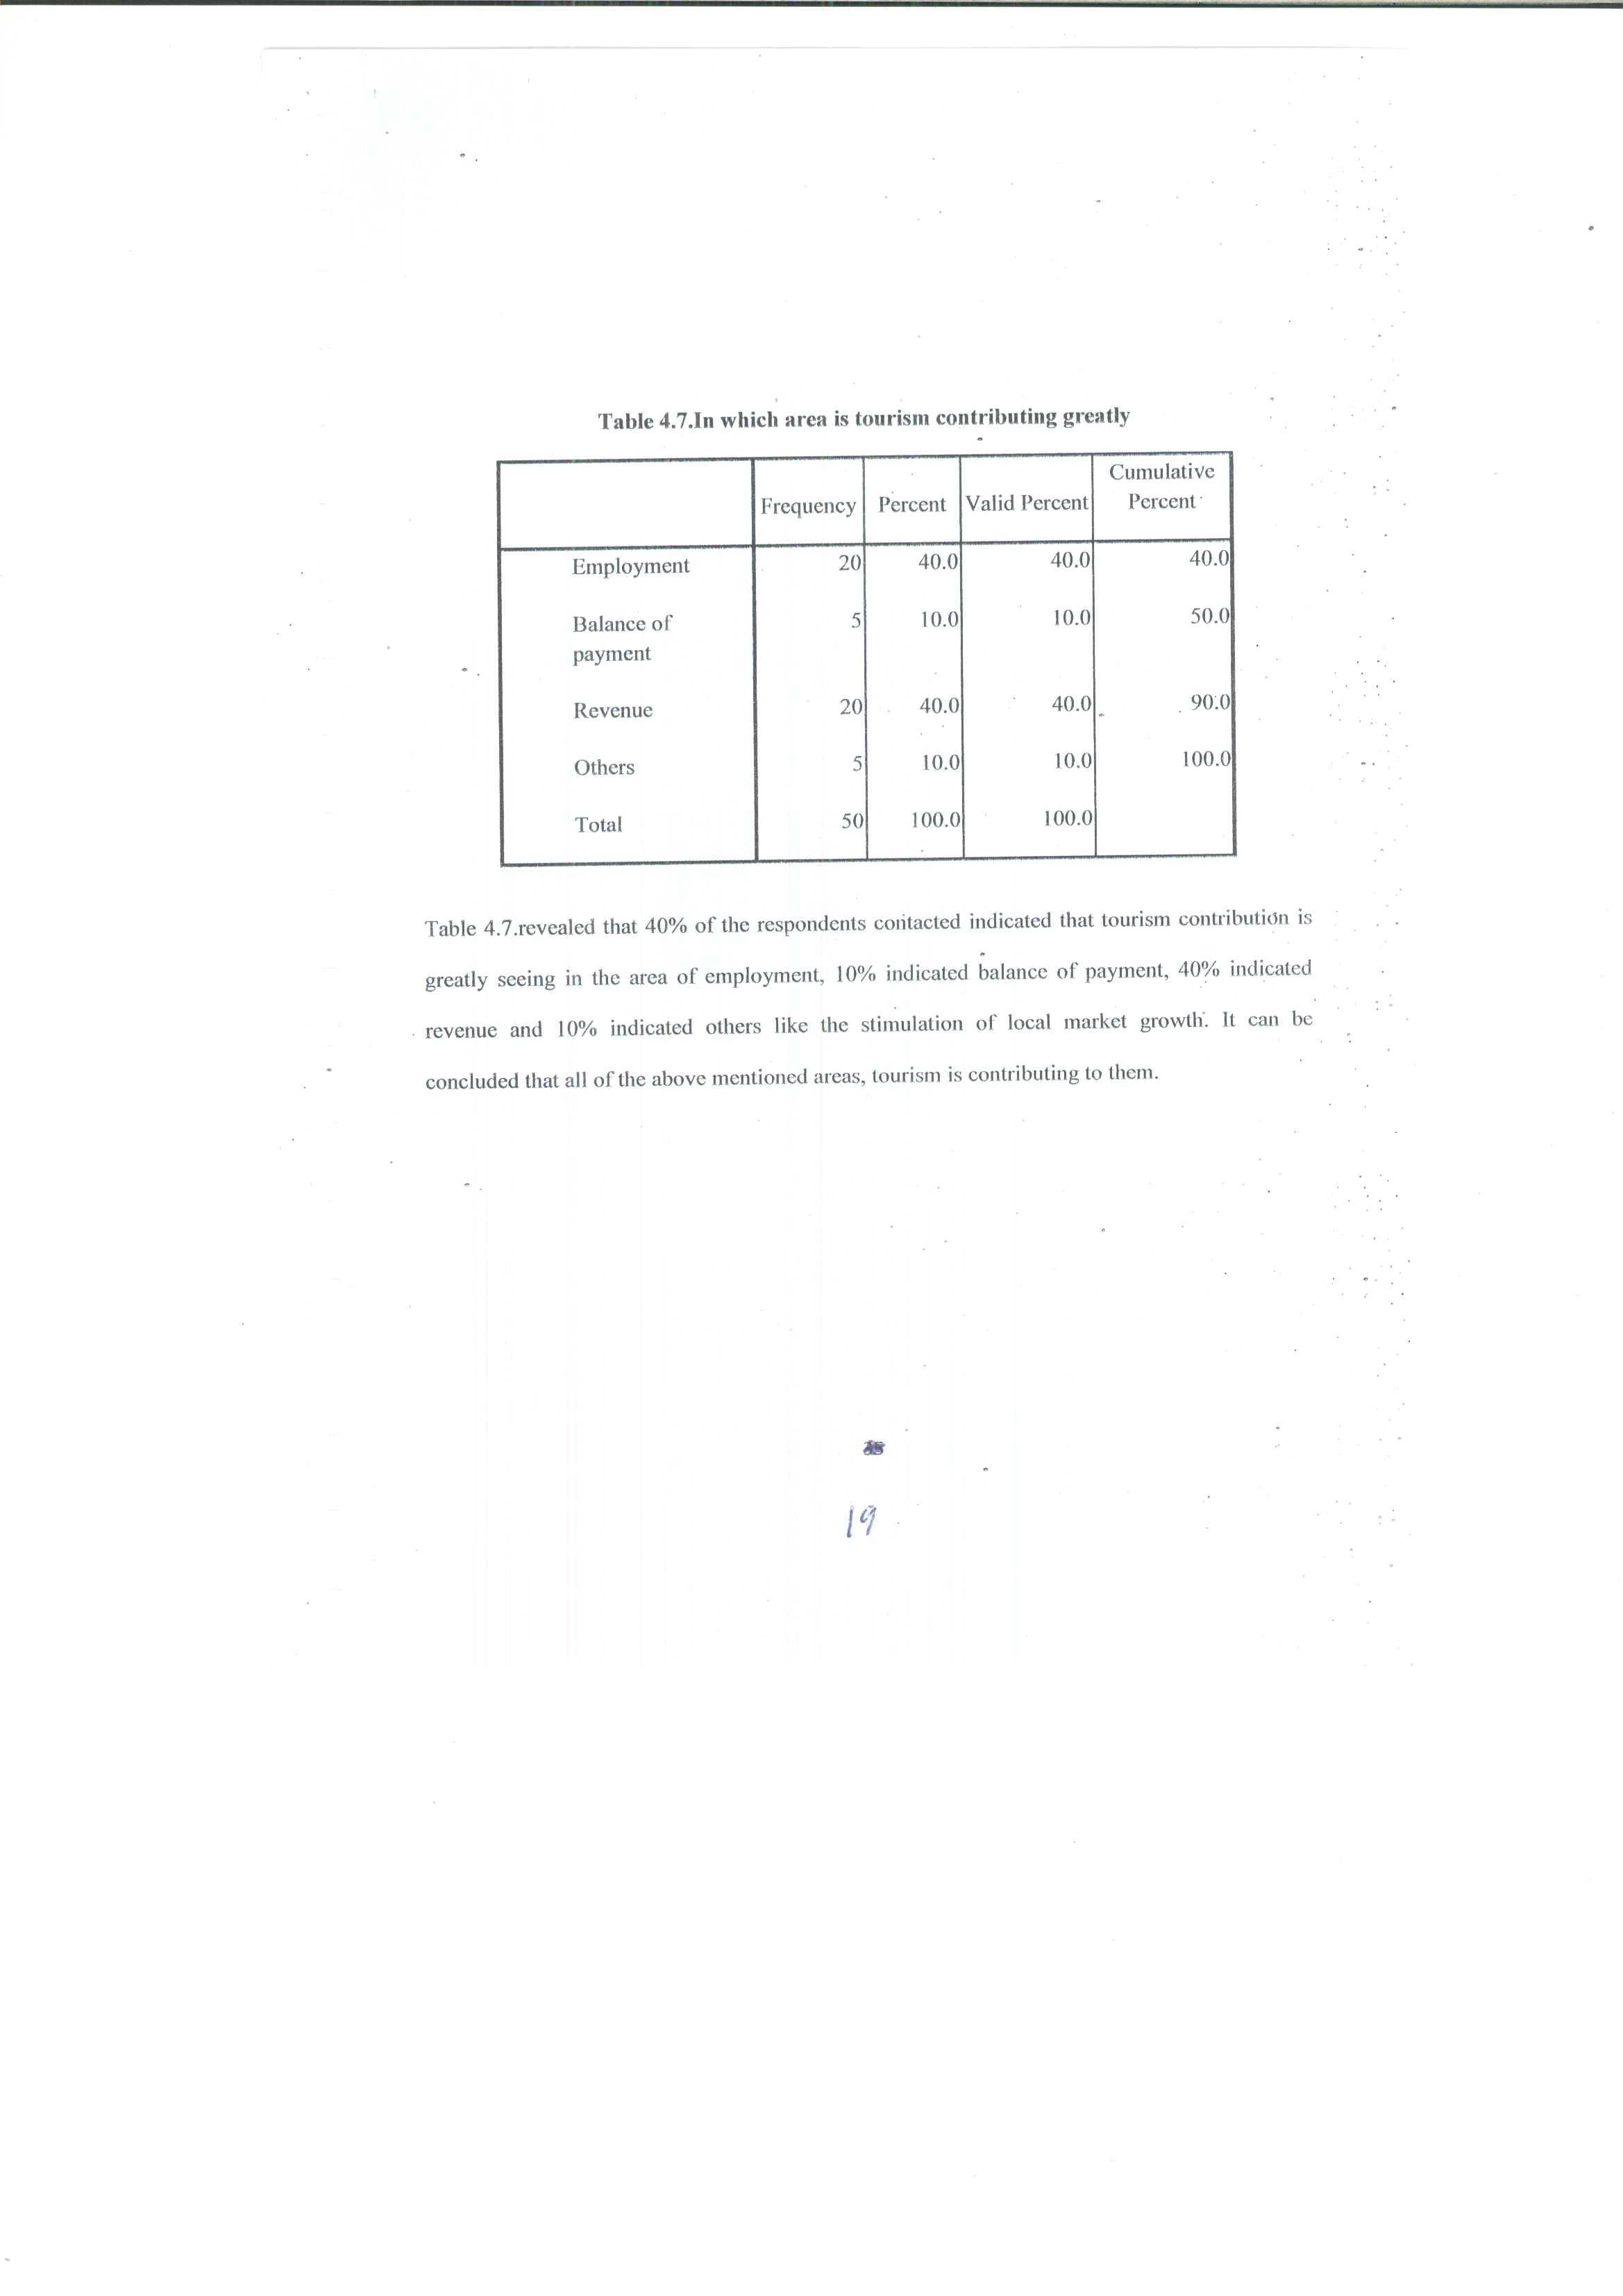 Table 4.7.In which area is tourism contributing greatly
Frequency Percent Valid Percent Cumulative Percent
Employment 20 40.0 40.0 40.0
Balance of payment 5 10.0 10.0 50.0
Revenue 20 40.0 40.0 90.0
Others 5 10.0 10.0 100.0
Total 50 100.0 100.0
Table 4.7.revealed that 40% of the respondents contacted indicated that tourism contribution is
greatly seeing in the area of employment, 10% indicated balance of payment, 40% indicated
revenue and 10% indicated others like the stimulation of local market growth. It can be
concluded that all of the above mentioned areas, tourism is contributing to them.
19